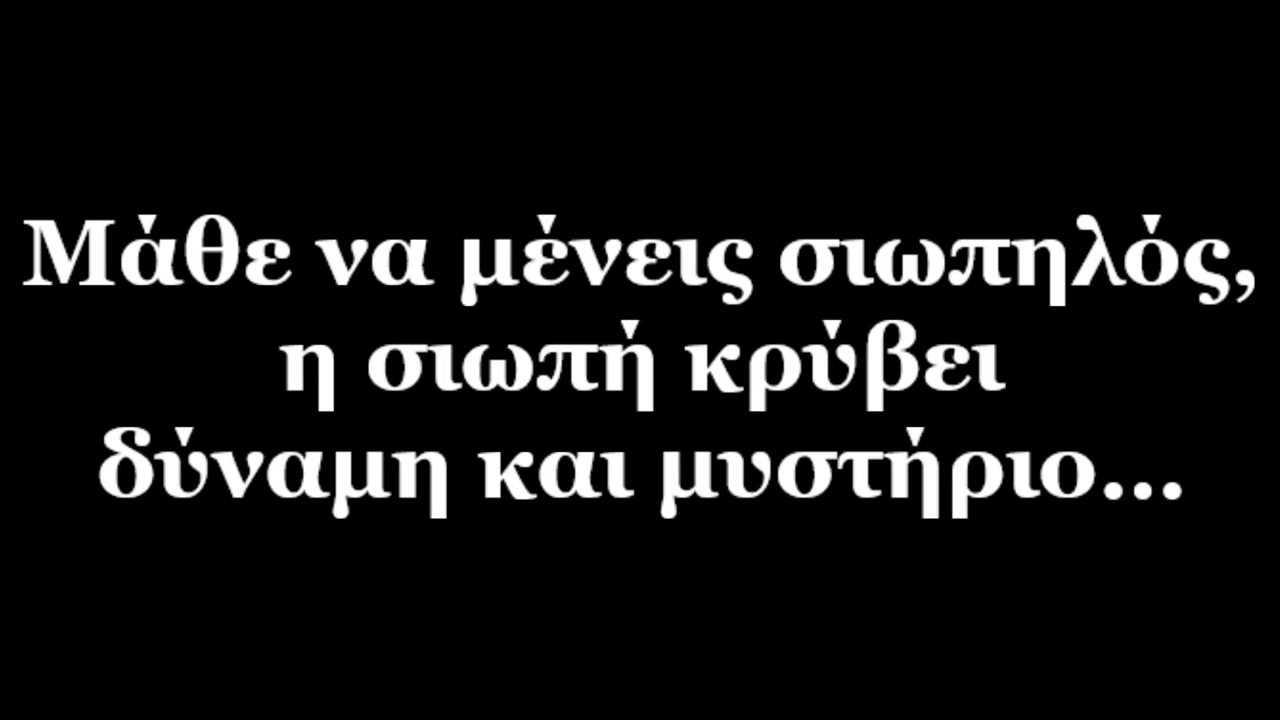 Μάθε να μένεις σιωπηλός,
η σιωπή κρύβει
δύναμη και μυστήριο...